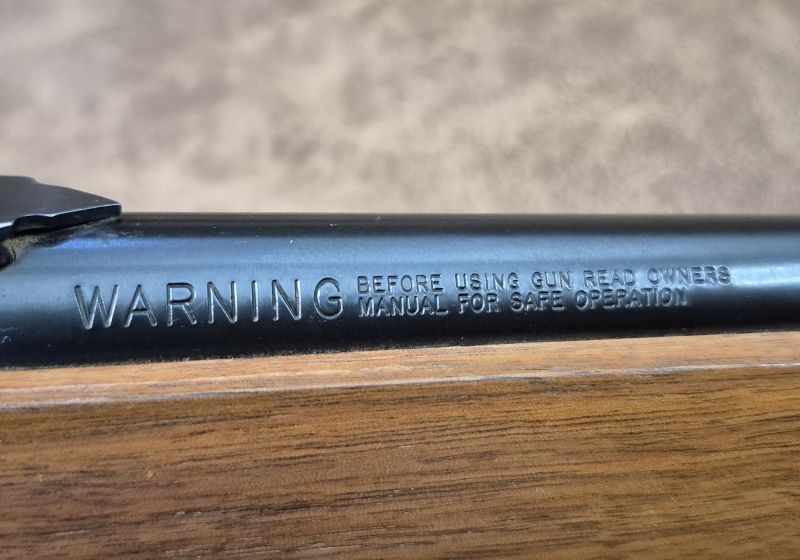 WARNING BEFORE USING GUN READ OWNERS
MANUAL FOR SAFE OPERATION